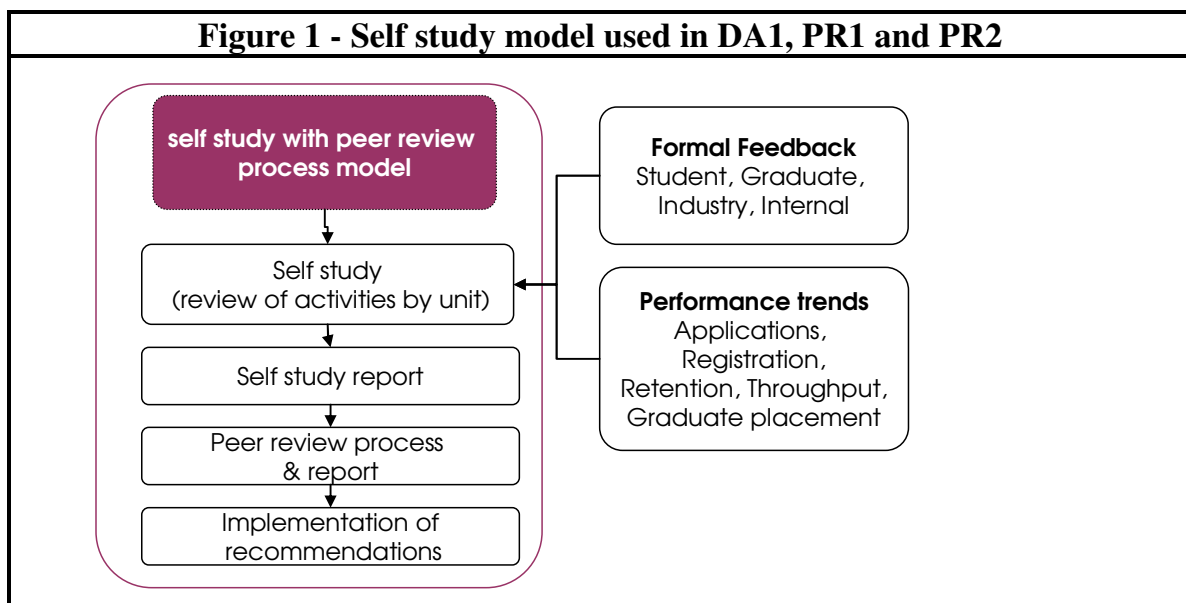 Figure 1 - Self study model used in DA1, PR1 and PR2
self study with peer review
process model
Self study
(review of activities by unit)
Self study report
Peer review process
& report
Implementation of
recommendations
Formal Feedback
Student, Graduate,
Industry, Internal
Performance trends
Applications,
Registration,
Retention, Throughput,
Graduate placement